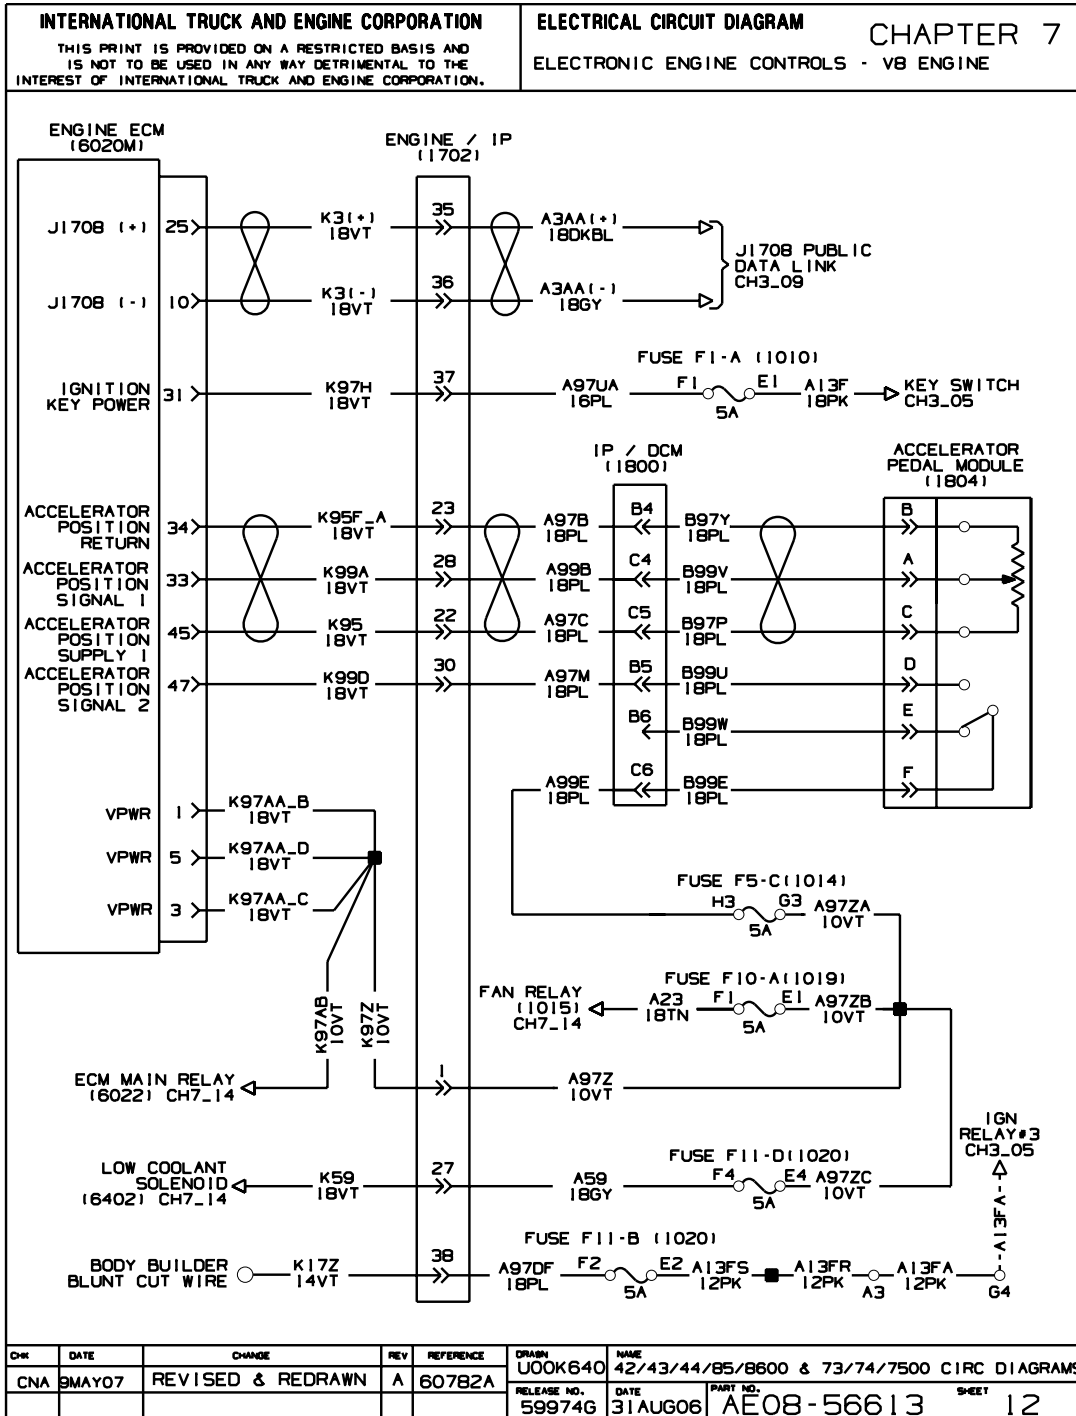 INTERNATIONAL TRUCK AND ENGINE CORPORATION
THIS PRINT IS PROVIDED ON A RESTRICTED BASIS AND
IS NOT TO BE USED IN ANY WAY DETRIMENTAL TO THE
INTEREST OF INTERNATIONAL TRUCK AND ENGINE CORPORATION.
ELECTRICAL CIRCUIT DIAGRAM
CHAPTER 7
ELECTRONIC ENGINE CONTROLS - V8 ENGINE
ENGINE ECM
(6020M)
ENGINE / IP
(1702)
J1708 (+) 25
K3(+)
18VT
35
A3AA(+)
18DKBL
J1708 PUBLIC
DATA LINK
CH3_09
J1708 (-) 10
K3(-)
18VT
36
A3AA(-)
18GY
FUSE F1-A (1010)
IGNITION
KEY POWER
31
K97H
18VT
37
A97UA
16PL
F1
E1
5A
A13F
18PK
KEY SWITCH
CH3_05
IP / DCM
(1800)
ACCELERATOR
PEDAL MODULE
(1804)
ACCELERATOR
POSITION
RETURN
34
K95F_A
18VT
23
A97B
18PL
B4
B97Y
18PL
B
ACCELERATOR
POSITION
SIGNAL 1
33
K99A
18VT
28
A99B
18PL
C4
B99V
18PL
A
ACCELERATOR
POSITION
SUPPLY 1
45
K95
18VT
22
A97C
18PL
C5
B97P
18PL
C
ACCELERATOR
POSITION
SIGNAL 2
47
K99D
18VT
30
A97M
18PL
B5
B99U
18PL
D
B6
B99W
18PL
E
A99E
18PL
C6
B99E
18PL
F
VPWR 1
K97AA_B
18VT
VPWR 5
K97AA_D
18VT
VPWR 3
K97AA_C
18VT
FUSE F5-C(1014)
H3
G3
5A
A97ZA
10VT
FUSE F10-A(1019)
FAN RELAY
(1015)
CH7_14
A23
18TN
F1
E1
5A
A97ZB
10VT
K97AB
10VT
K97Z
10VT
ECM MAIN RELAY
(6022) CH7_14
1
A97Z
10VT
IGN
RELAY#3
CH3_05
FUSE F11-D(1020)
LOW COOLANT
SOLENOID
(6402) CH7_14
K59
18VT
27
A59
18GY
F4
E4
5A
A97ZC
10VT
A13FA
FUSE F11-B (1020)
BODY BUILDER
BLUNT CUT WIRE
K17Z
14VT
38
A97DF
18PL
F2
E2
5A
A13FS
12PK
A13FR
12PK
A3
A13FA
12PK
G4
CHK DATE CHANGE REV REFERENCE
CNA 9MAY07 REVISED & REDRAWN A 60782A
DRAWN
U00K640
NAME
42/43/44/85/8600 & 73/74/7500 CIRC DIAGRAMS
RELEASE NO.
59974G
DATE
31AUG06
PART NO.
AE08-56613
SHEET
12